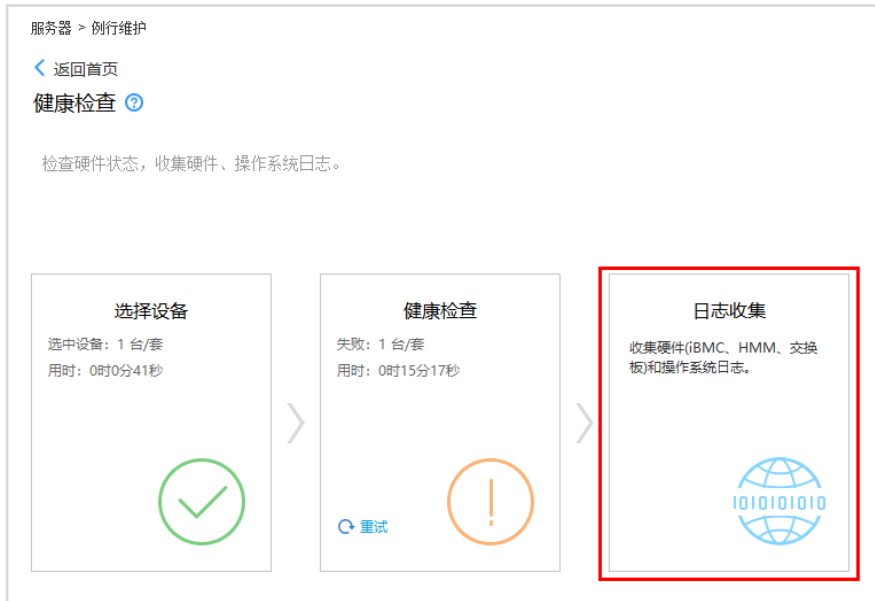 服务器 > 例行维护
返回首页
健康检查 ?
检查硬件状态，收集硬件、操作系统日志。
选择设备
选中设备：1 台/套
用时：0时0分41秒
健康检查
失败：1 台/套
用时：0时15分17秒
重试
日志收集
收集硬件(iBMC、HMM、交换
板)和操作系统日志。
1010101010